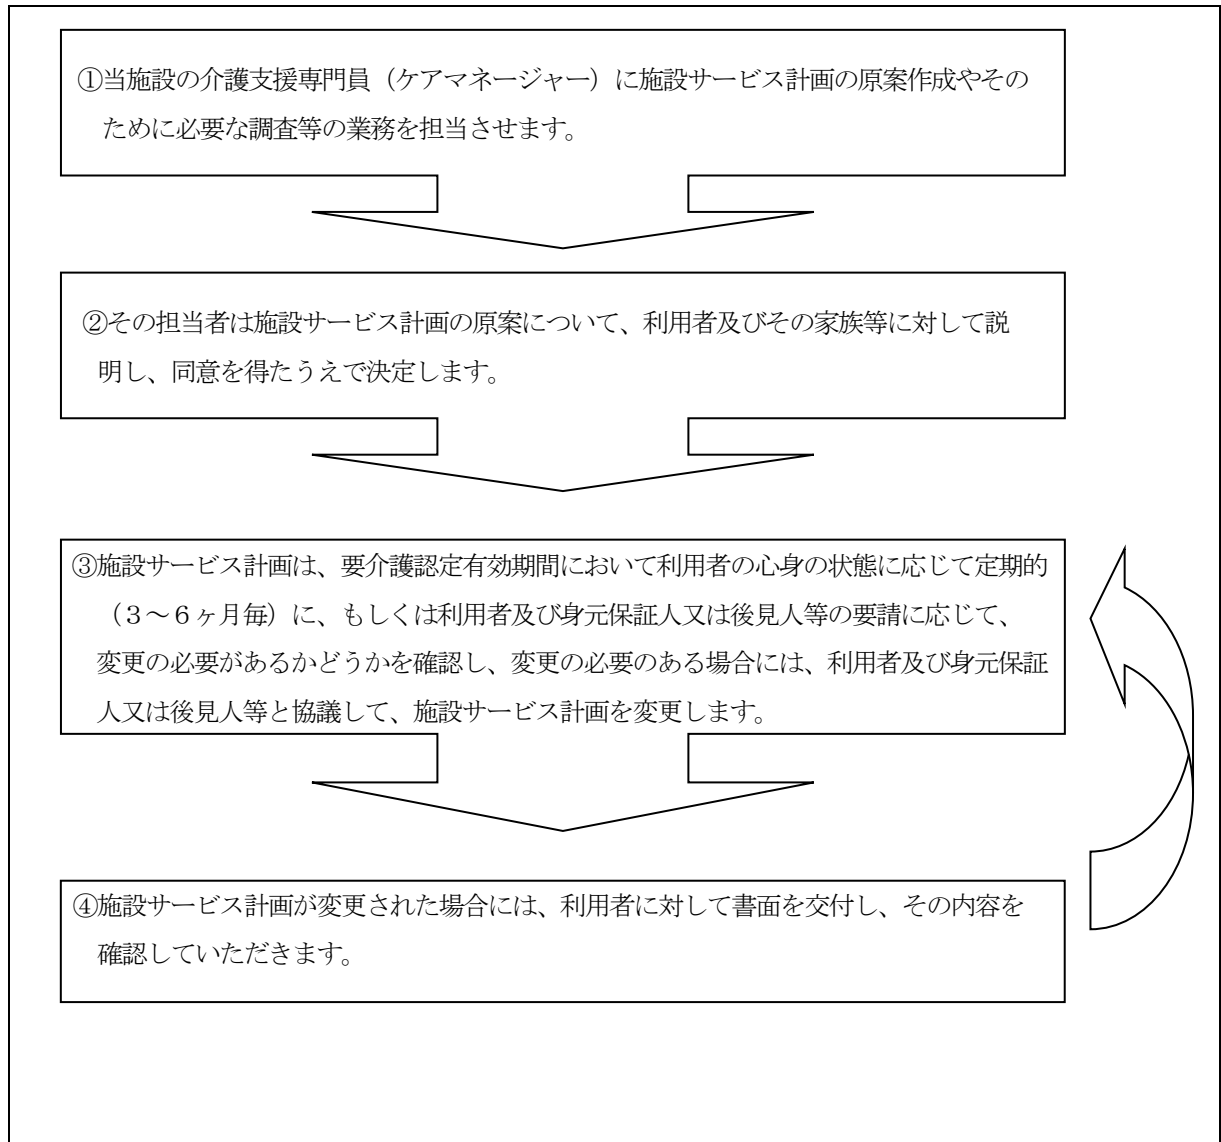 ①当施設の介護支援専門員（ケアマネージャー）に施設サービス計画の原案作成やその
ために必要な調査等の業務を担当させます。
②その担当者は施設サービス計画の原案について、利用者及びその家族等に対して説
明し、同意を得たうえで決定します。
③施設サービス計画は、要介護認定有効期間において利用者の心身の状態に応じて定期的
（３～６ヶ月毎）に、もしくは利用者及び身元保証人又は後見人等の要請に応じて、
変更の必要があるかどうかを確認し、変更の必要のある場合には、利用者及び身元保証
人又は後見人等と協議して、施設サービス計画を変更します。
④施設サービス計画が変更された場合には、利用者に対して書面を交付し、その内容を
確認していただきます。